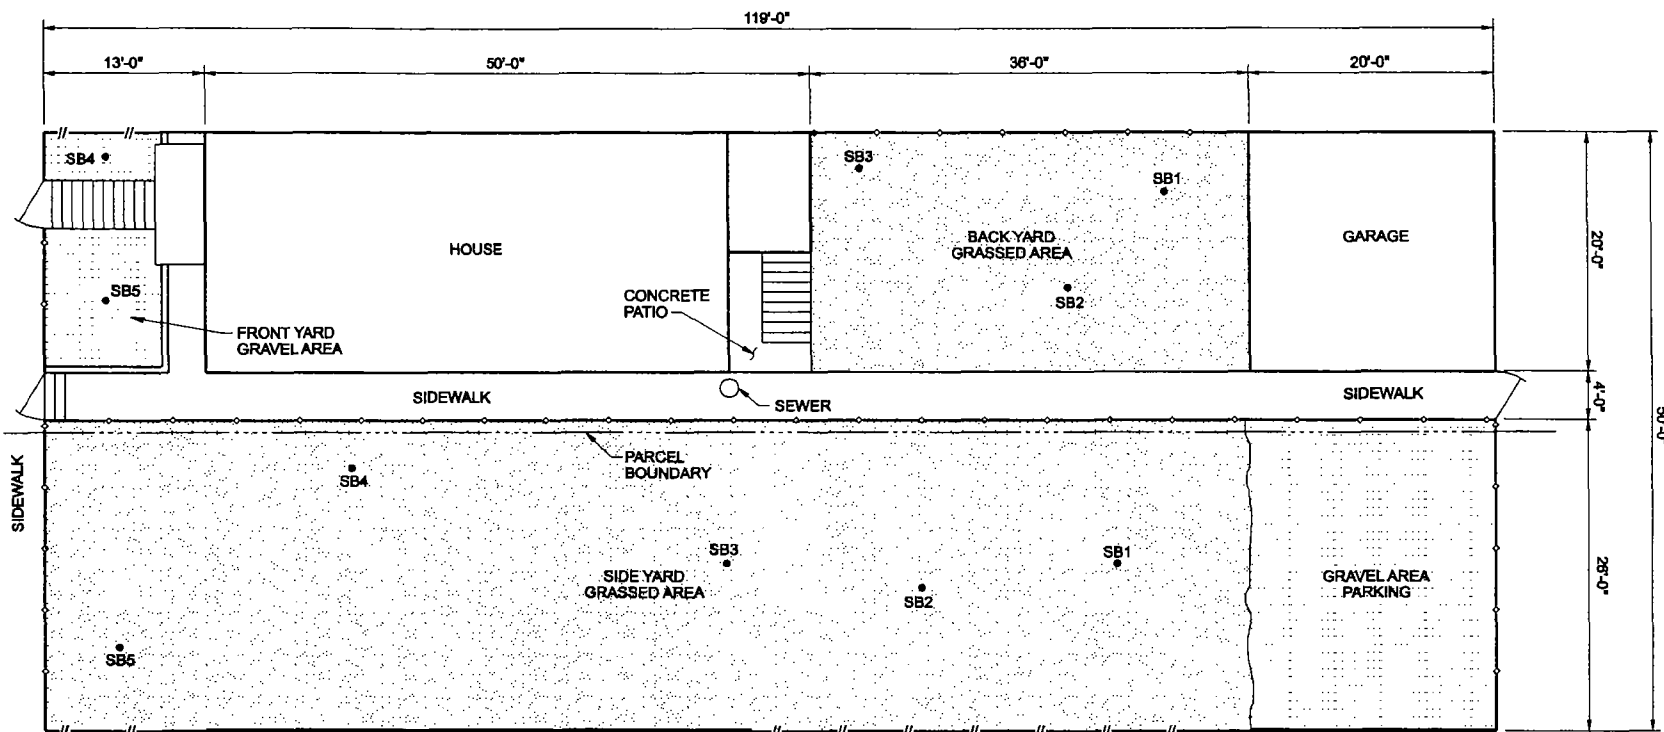 119'-0"
13'-0"
50'-0"
36'-0"
20'-0"
SB4
SB3
SB1
HOUSE
BACK YARD
GRASSED AREA
GARAGE
20'-0"
SB5
SB2
CONCRETE
PATIO
FRONT YARD
GRAVEL AREA
SIDEWALK
SEWER
SIDEWALK
4'-0"
PARCEL
BOUNDARY
SIDEWALK
SB4
SB3
SB1
SIDE YARD
GRASSED AREA
SB2
GRAVEL AREA
PARKING
SB5